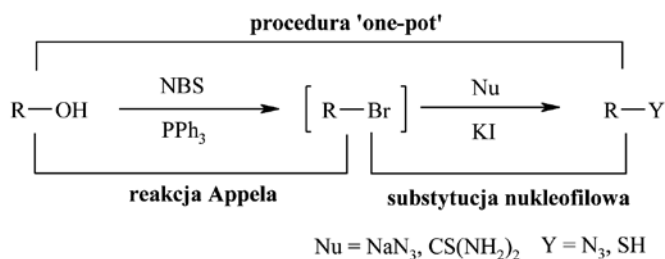 procedura 'one-pot'
R—OH NBS PPh₃ [R—Br] Nu KI R—Y
reakcja Appela substytucja nukleofilowa
Nu = NaN₃, CS(NH₂)₂ Y = N₃, SH